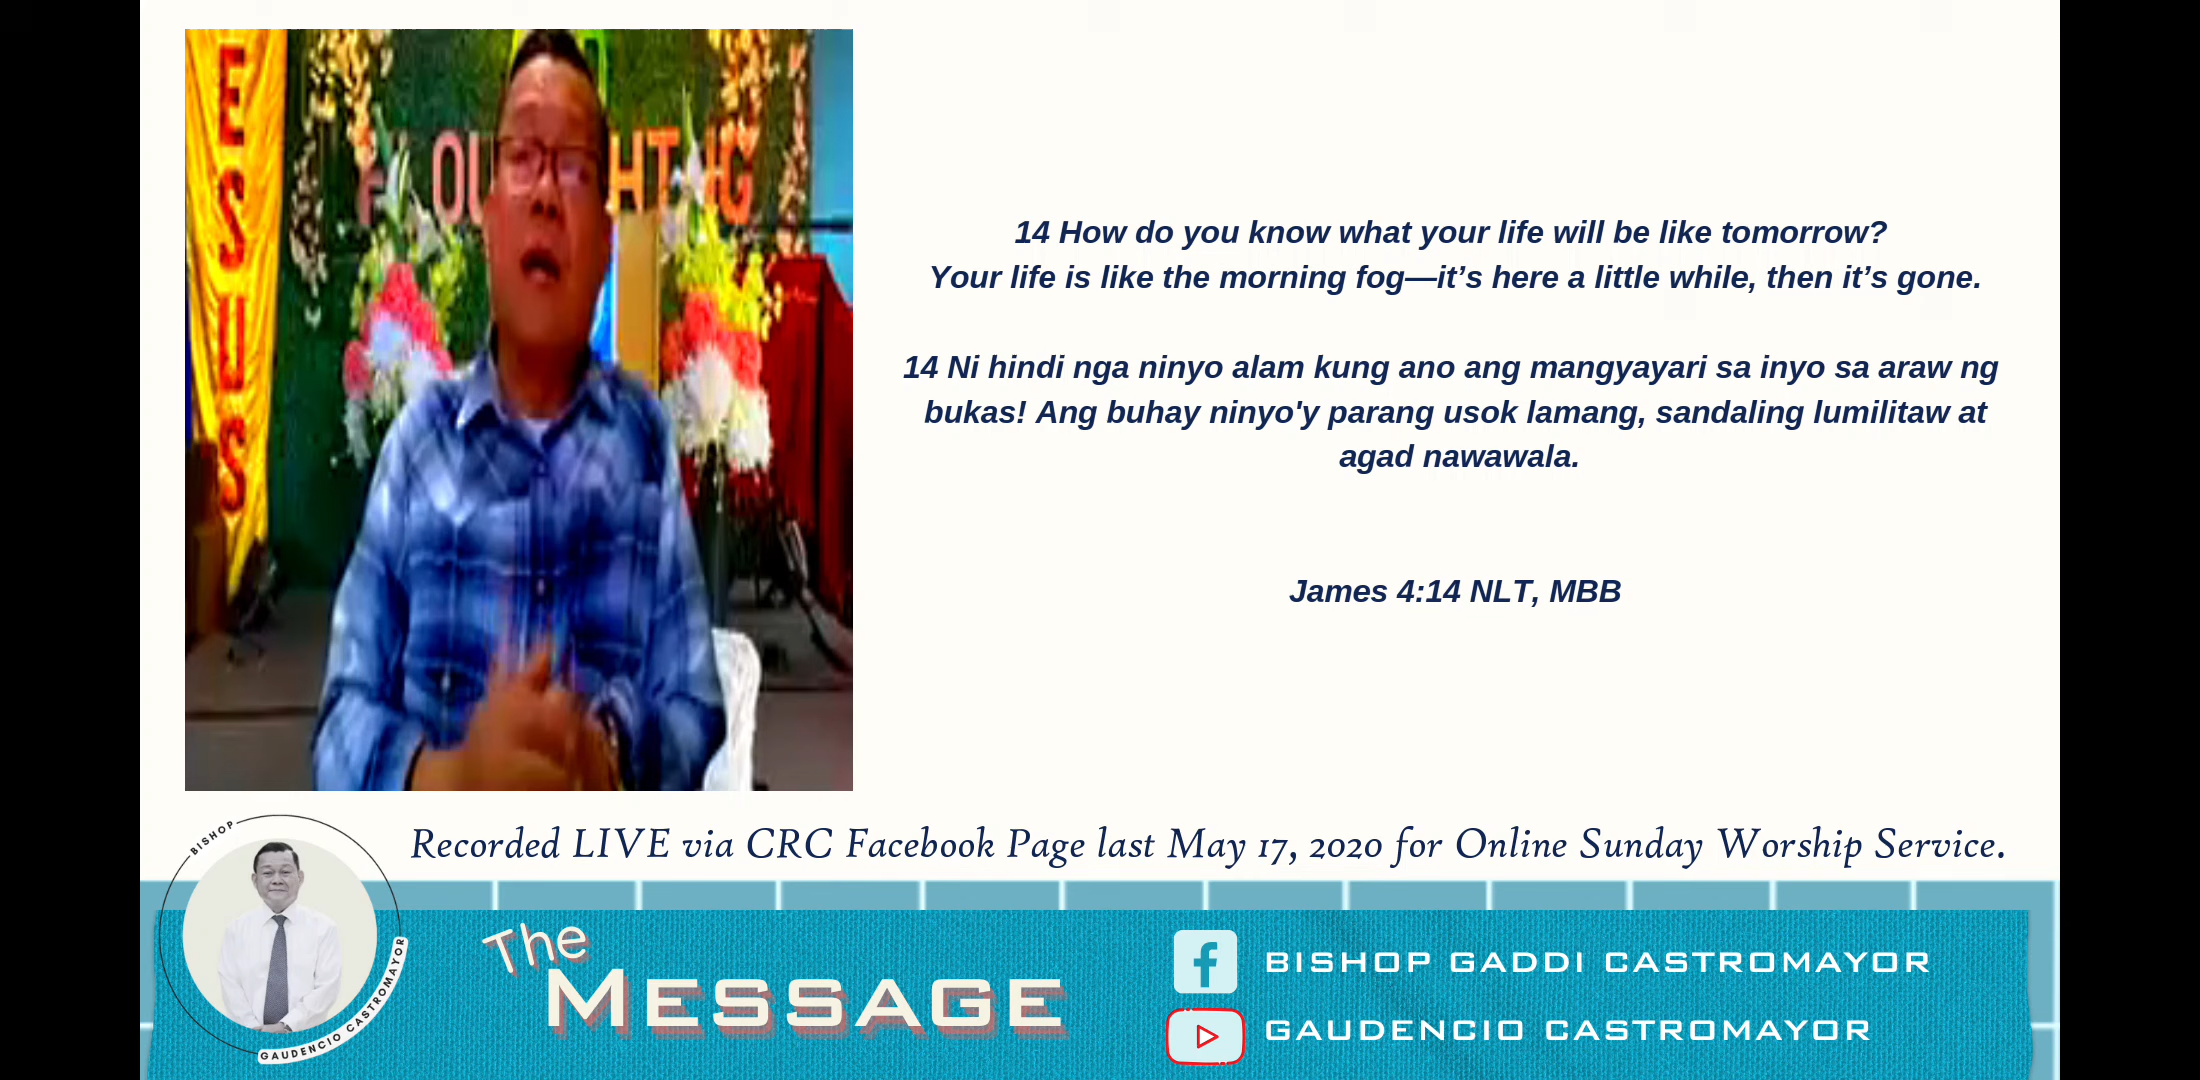 ESUS
14 How do you know what your life will be like tomorrow?
Your life is like the morning fog—it’s here a little while, then it’s gone.
14 Ni hindi nga ninyo alam kung ano ang mangyayari sa inyo sa araw ng
bukas! Ang buhay ninyo'y parang usok lamang, sandaling lumilitaw at
agad nawawala.
James 4:14 NLT, MBB
Recorded LIVE via CRC Facebook Page last May 17, 2020 for Online Sunday Worship Service.
BISHOP
GAUDENCIO CASTROMAYOR
The
MESSAGE
BISHOP GADDI CASTROMAYOR
GAUDENCIO CASTROMAYOR